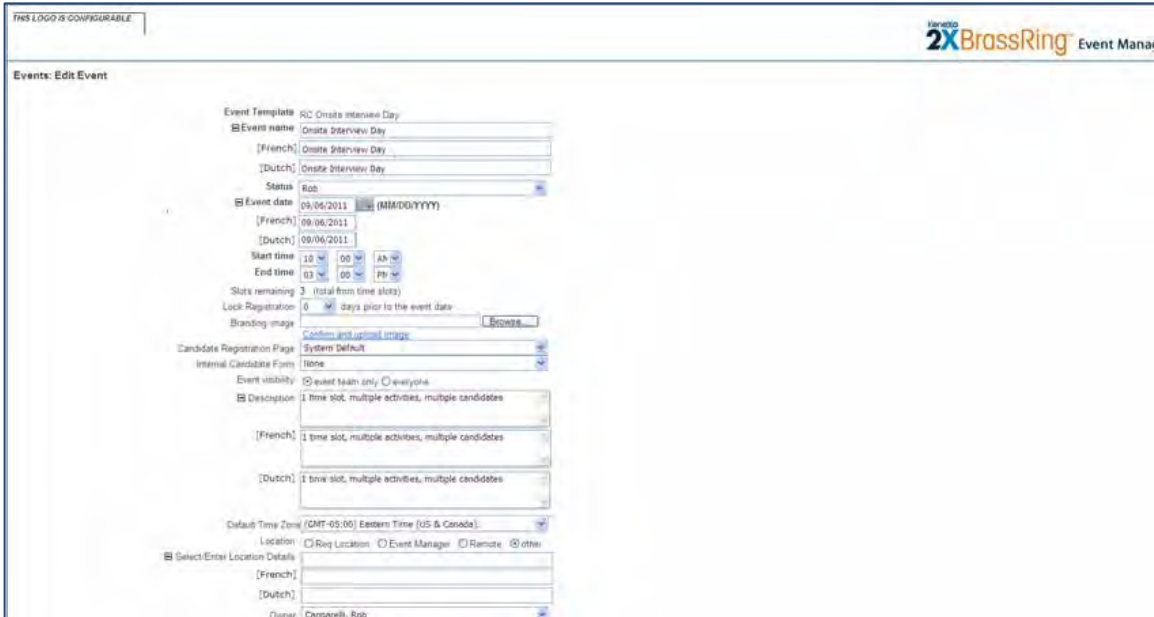 THIS LOGO IS CONFIGURABLE
Kenexa
2XBrassRing Event Manag
Events: Edit Event
Event Template RC Onsite Interview Day
Event name Onsite Interview Day
[French] Onsite Interview Day
[Dutch] Onsite Interview Day
Status Rob
Event date 09/06/2011 (MM/DD/YYYY)
[French] 09/06/2011
[Dutch] 09/06/2011
Start time 10 00 AM
End time 03 00 PM
Slots remaining 3 (total from time slots)
Lock Registration 0 days prior to the event date
Branding image Browse...
Confirm and upload image
Candidate Registration Page System Default
Internal Candidate Form None
Event visibility event team only everyone
Description 1 time slot, multiple activities, multiple candidates
[French] 1 time slot, multiple activities, multiple candidates
[Dutch] 1 time slot, multiple activities, multiple candidates
Default Time Zone (GMT-05:00) Eastern Time (US & Canada)
Location Req Location Event Manager Remote other
Select/Enter Location Details
[French]
[Dutch]
Owner Rob